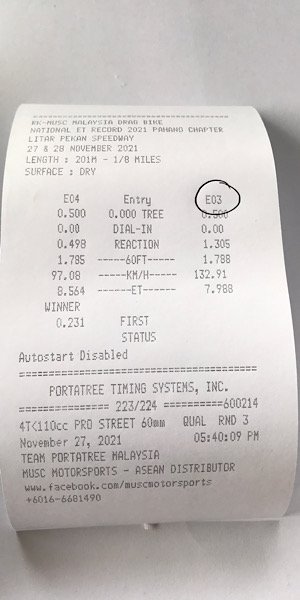 RK-MUSC MALAYSIA DRAG BIKE
NATIONAL ET RECORD 2021 PAHANG CHAPTER
LITAR PEKAN SPEEDWAY
27 & 28 NOVEMBER 2021
LENGTH : 201M - 1/8 MILES
SURFACE : DRY
E04 Entry E03
0.500 0.000 TREE 0.500
0.00 DIAL-IN 0.00
0.498 REACTION 1.305
1.785 -----60FT----- 1.788
97.08 -----KM/H----- 132.91
8.564 ------ET------ 7.988
WINNER
0.231 FIRST
STATUS
Autostart Disabled
========================================
PORTATREE TIMING SYSTEMS, INC.
================ 223/224 ==========600214
4TK110cc PRO STREET 60mm QUAL RND 3
November 27, 2021 05:40:09 PM
TEAM PORTATREE MALAYSIA
MUSC MOTORSPORTS - ASEAN DISTRIBUTOR
www.facebook.com/muscmotorsports
+6016-6681490